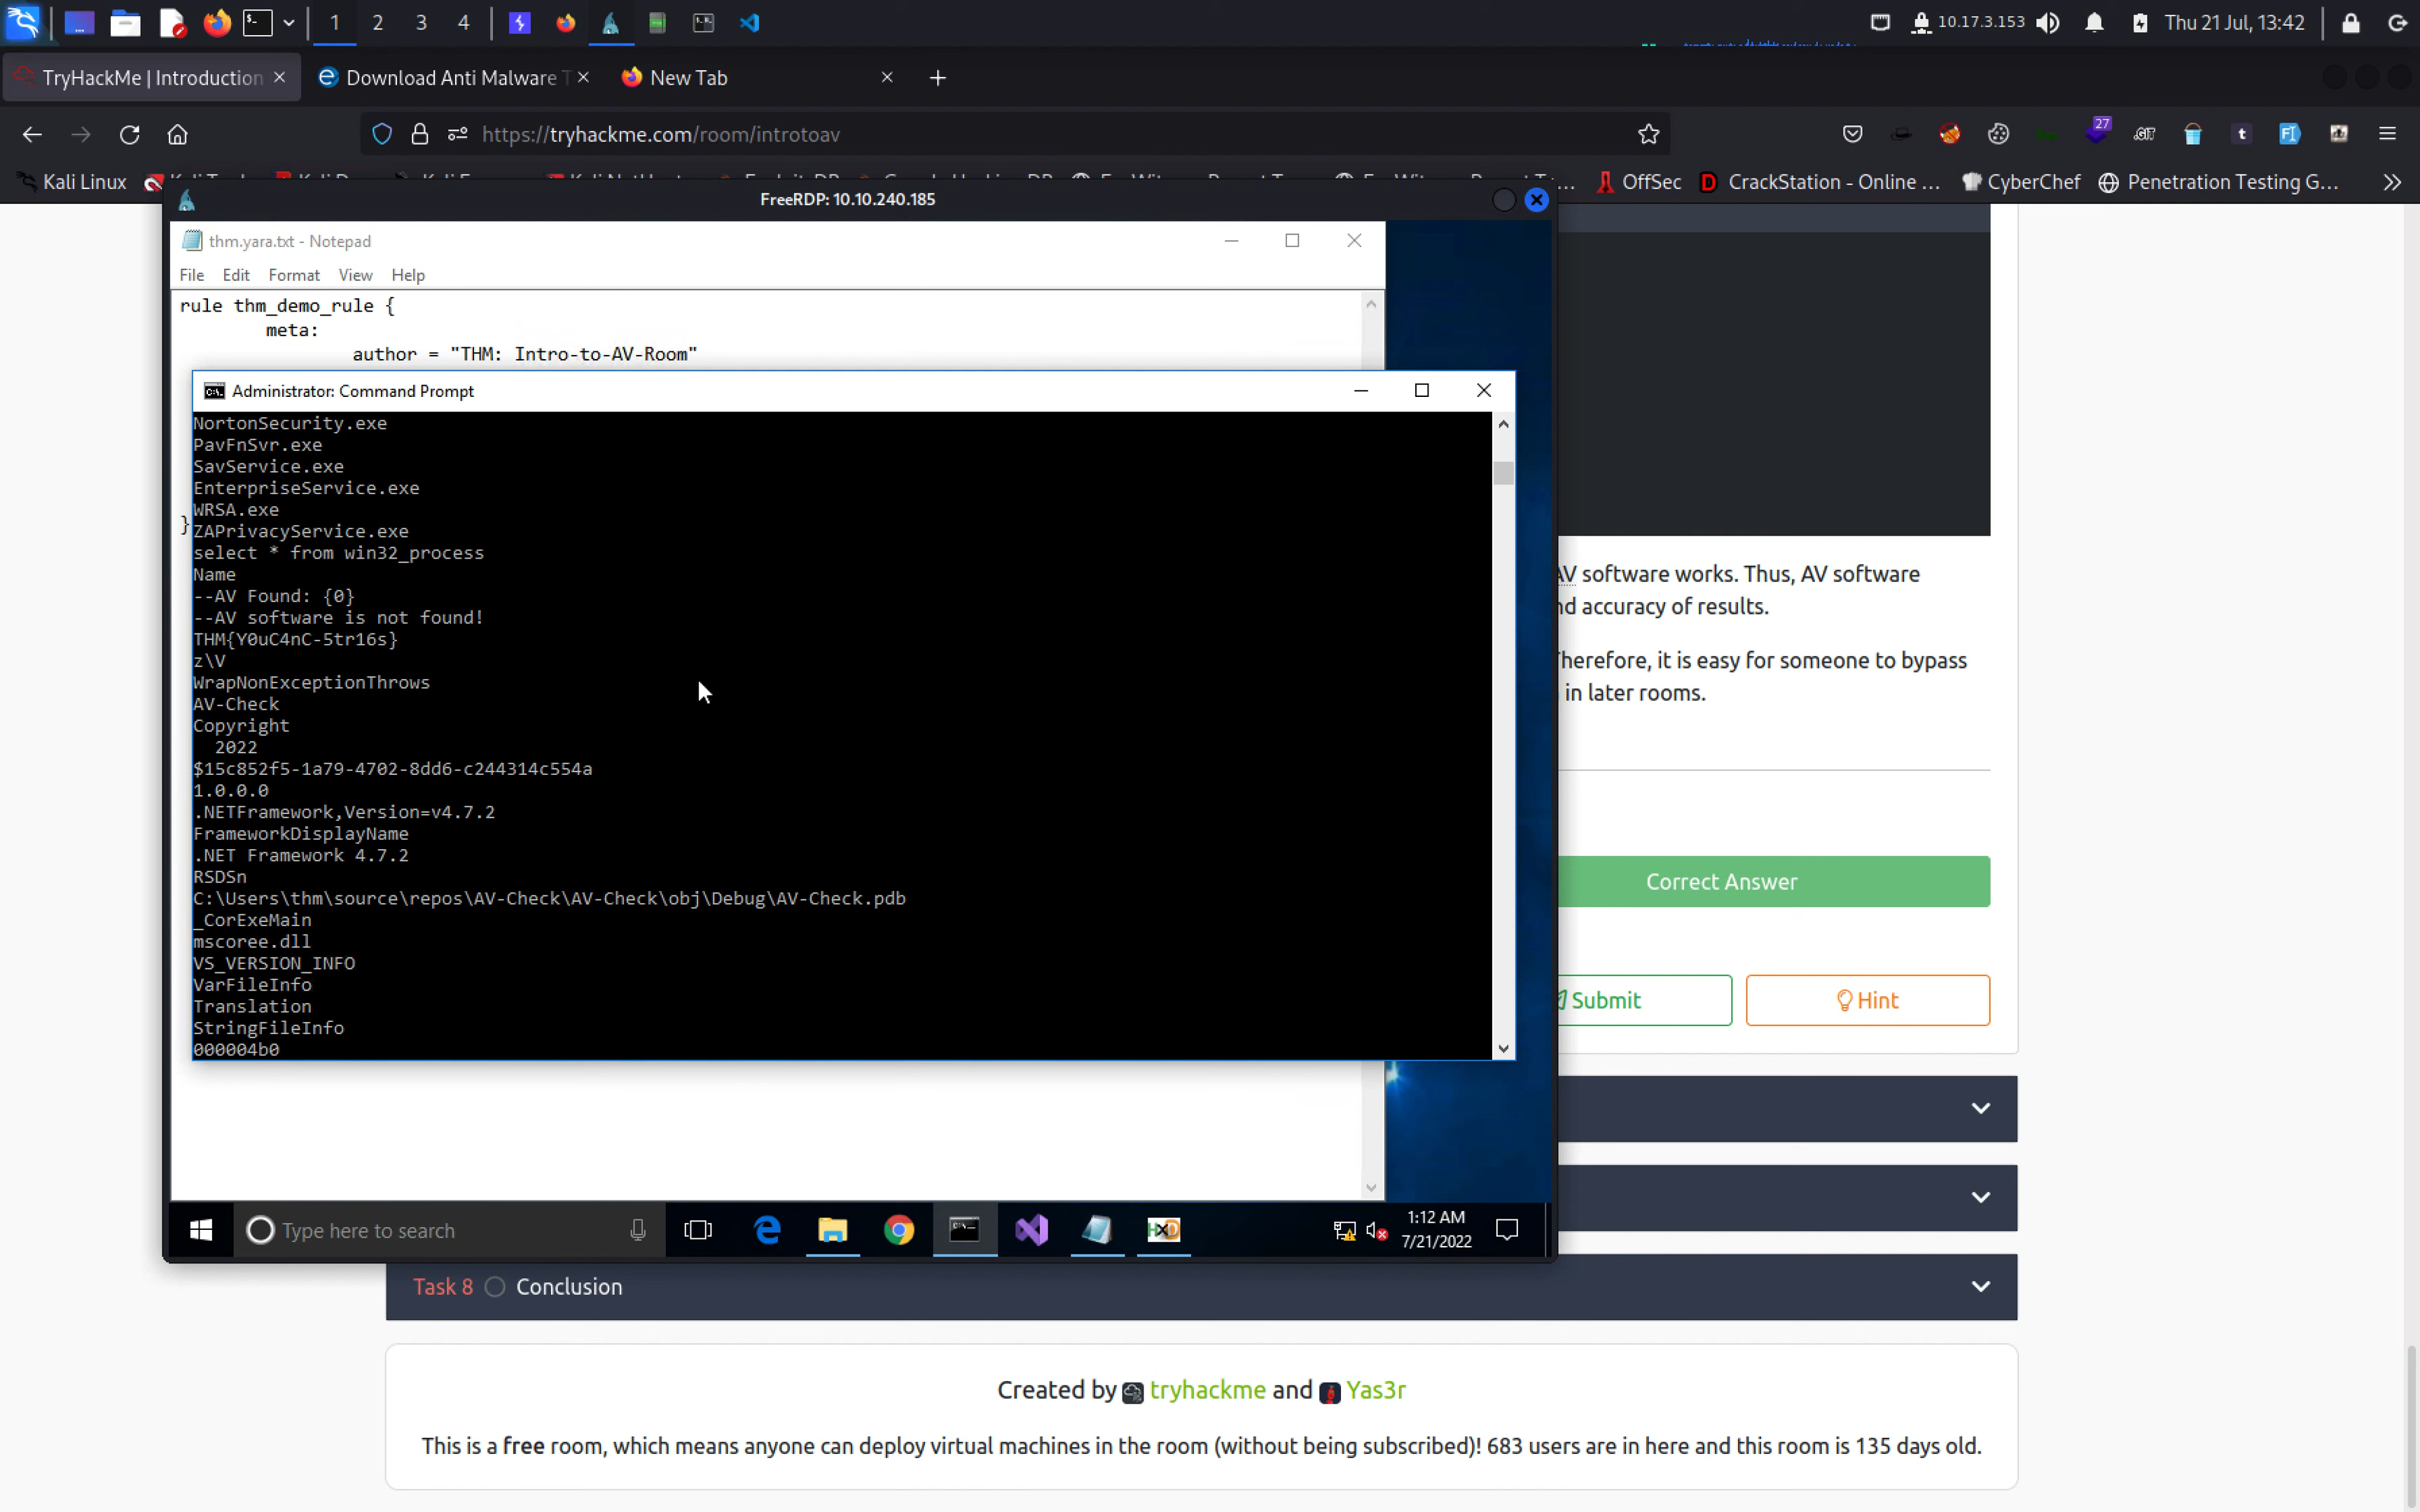 1 2 3 4
10.17.3.153
Thu 21 Jul, 13:42
TryHackMe | Introduction
Download Anti Malware T
New Tab
https://tryhackme.com/room/introtoav
27
Kali Linux
OffSec
CrackStation - Online ...
CyberChef
Penetration Testing G...
FreeRDP: 10.10.240.185
thm.yara.txt - Notepad
File Edit Format View Help
rule thm_demo_rule {
meta:
author = "THM: Intro-to-AV-Room"
}
Administrator: Command Prompt
NortonSecurity.exe
PavFnSvr.exe
SavService.exe
EnterpriseService.exe
WRSA.exe
ZAPrivacyService.exe
select * from win32_process
Name
--AV Found: {0}
--AV software is not found!
THM{Y0uC4nC-5tr16s}
z\V
WrapNonExceptionThrows
AV-Check
Copyright
2022
$15c852f5-1a79-4702-8dd6-c244314c554a
1.0.0.0
.NETFramework,Version=v4.7.2
FrameworkDisplayName
.NET Framework 4.7.2
RSDSn
C:\Users\thm\source\repos\AV-Check\AV-Check\obj\Debug\AV-Check.pdb
_CorExeMain
mscoree.dll
VS_VERSION_INFO
VarFileInfo
Translation
StringFileInfo
000004b0
AV software works. Thus, AV software
nd accuracy of results.
Therefore, it is easy for someone to bypass
in later rooms.
Correct Answer
Submit
Hint
Type here to search
1:12 AM
7/21/2022
Task 8 Conclusion
Created by tryhackme and Yas3r
This is a free room, which means anyone can deploy virtual machines in the room (without being subscribed)! 683 users are in here and this room is 135 days old.